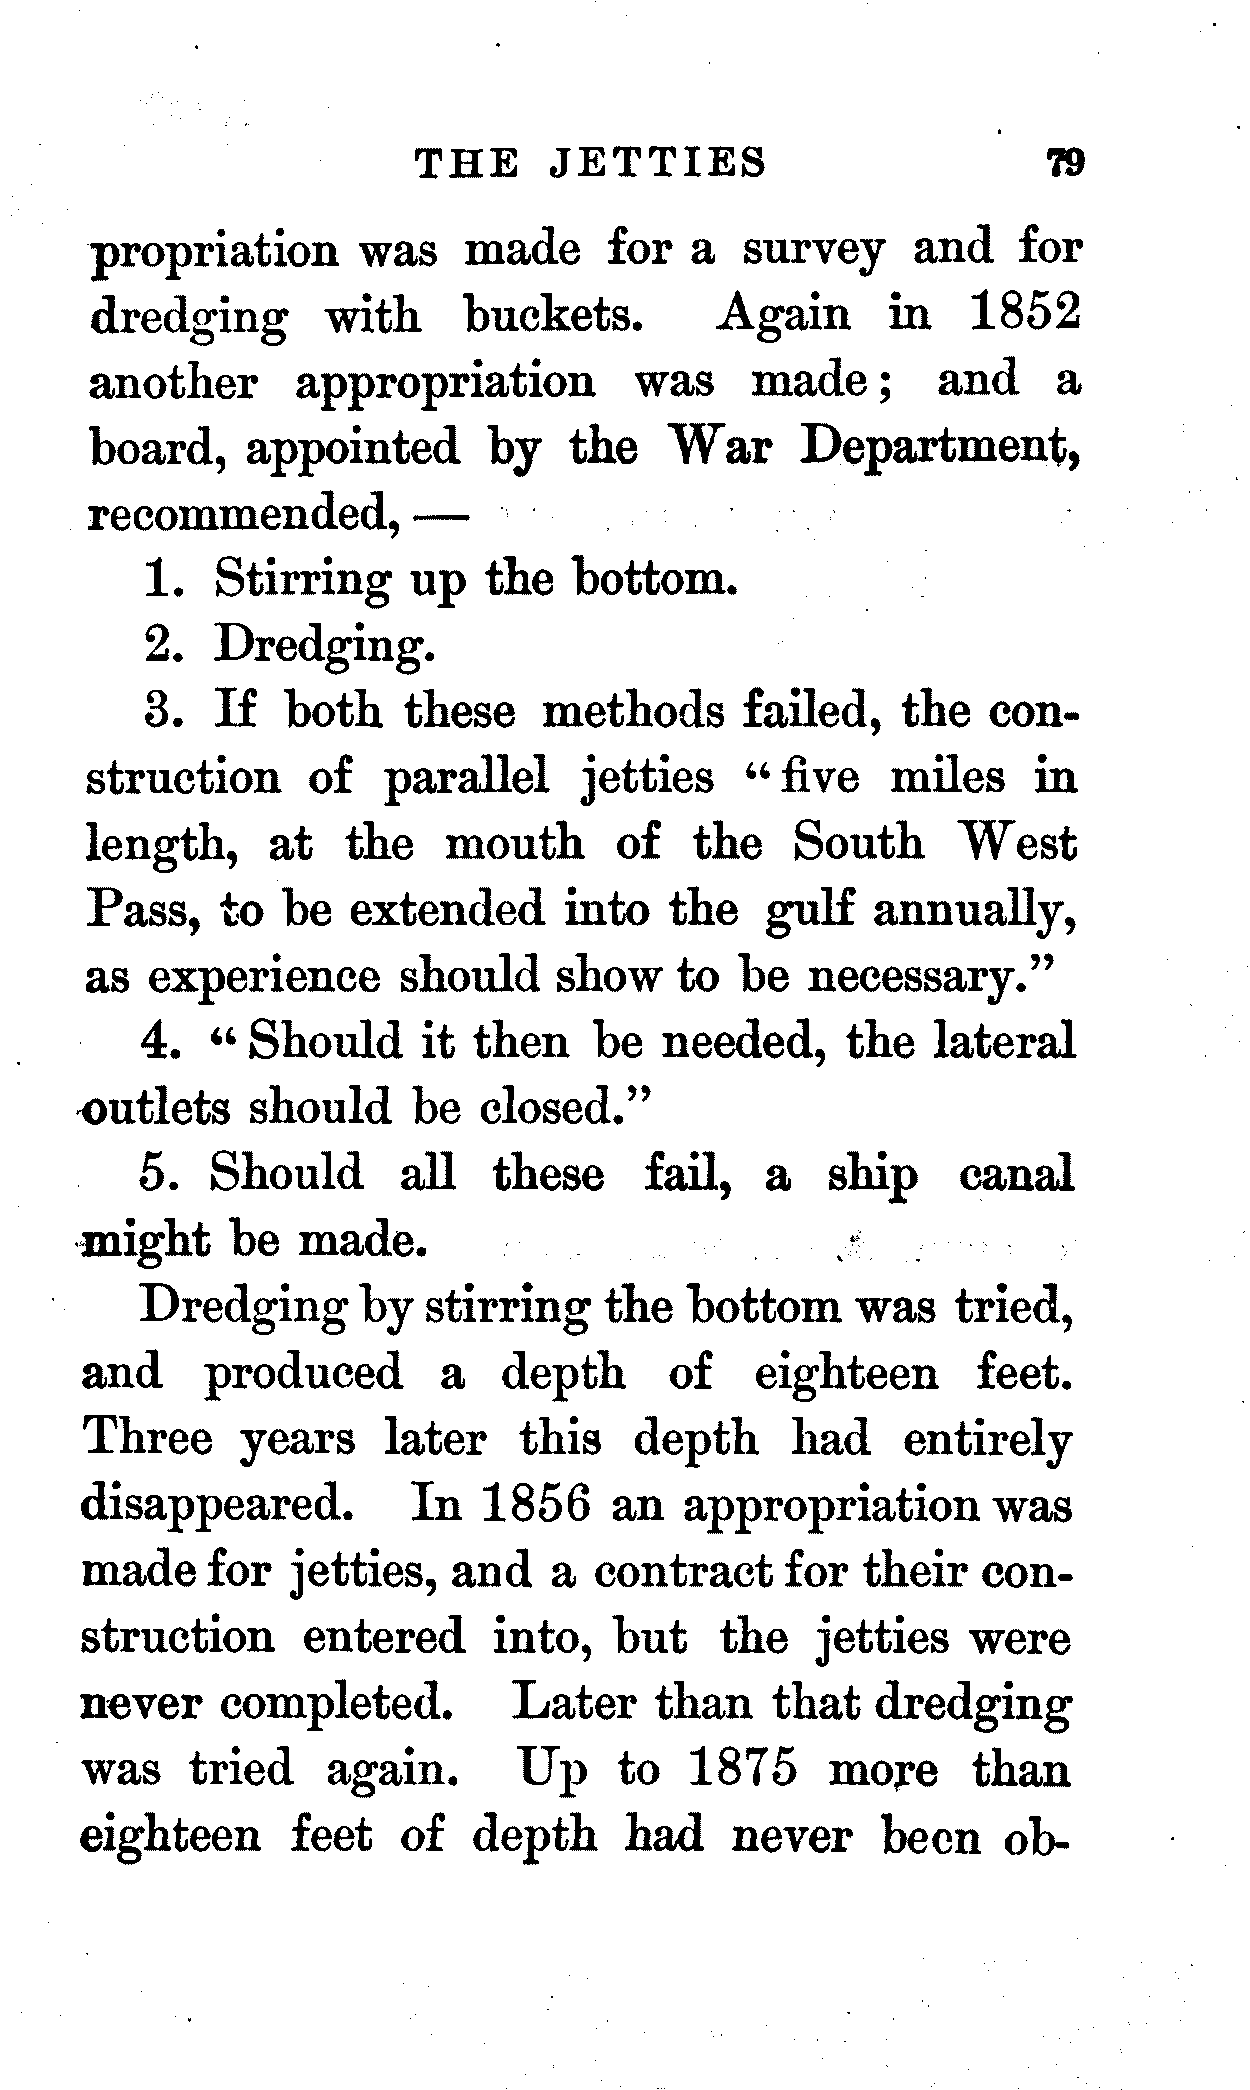 THE JETTIES 79
propriation was made for a survey and for
dredging with buckets. Again in 1852
another appropriation was made; and a
board, appointed by the War Department,
recommended, —
1. Stirring up the bottom.
2. Dredging.
3. If both these methods failed, the con-
struction of parallel jetties “five miles in
length, at the mouth of the South West
Pass, to be extended into the gulf annually,
as experience should show to be necessary.”
4. “Should it then be needed, the lateral
outlets should be closed.”
5. Should all these fail, a ship canal
might be made.
Dredging by stirring the bottom was tried,
and produced a depth of eighteen feet.
Three years later this depth had entirely
disappeared. In 1856 an appropriation was
made for jetties, and a contract for their con-
struction entered into, but the jetties were
never completed. Later than that dredging
was tried again. Up to 1875 more than
eighteen feet of depth had never been ob-